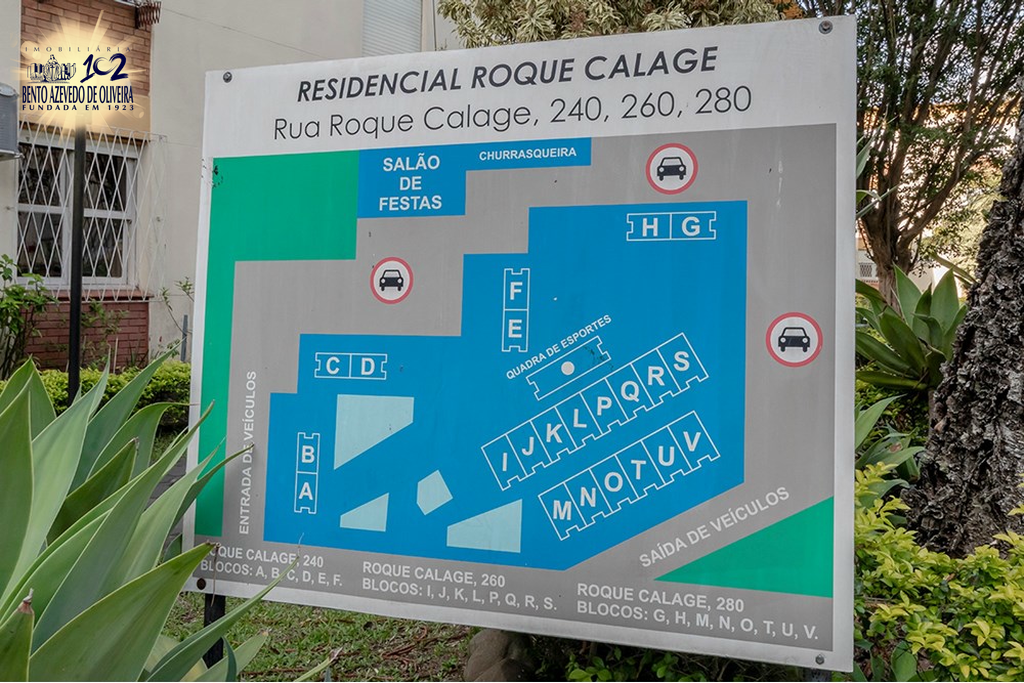 IMOBILIÁRIA
102
BENTO AZEVEDO DE OLIVEIRA
FUNDADA EM 1923
RESIDENCIAL ROQUE CALAGE
Rua Roque Calage, 240, 260, 280
SALÃO
DE
FESTAS
CHURRASQUEIRA
H G
F
E
QUADRA DE ESPORTES
C D
I J K L P Q R S
B
A
M N O T U V
ENTRADA DE VEÍCULOS
SAÍDA DE VEÍCULOS
ROQUE CALAGE, 240
BLOCOS: A, B, C, D, E, F.
ROQUE CALAGE, 260
BLOCOS: I, J, K, L, P, Q, R, S.
ROQUE CALAGE, 280
BLOCOS: G, H, M, N, O, T, U, V.